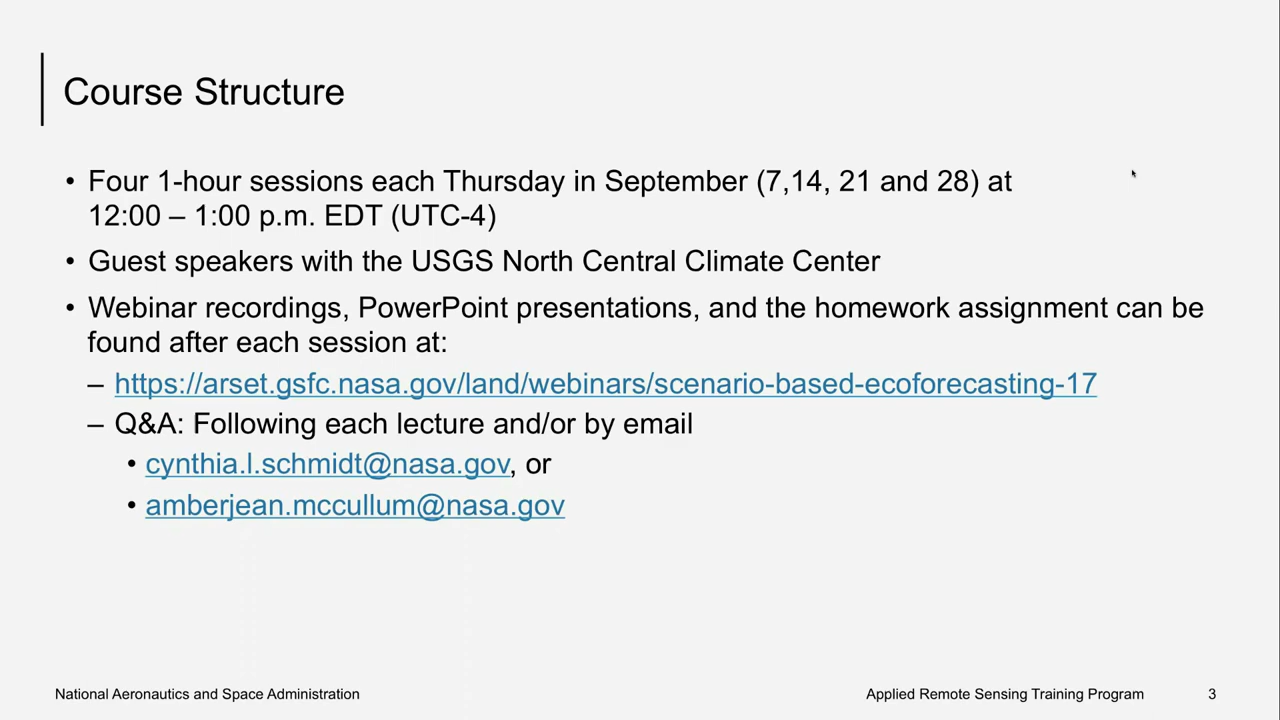 Course Structure
• Four 1-hour sessions each Thursday in September (7,14, 21 and 28) at
12:00 – 1:00 p.m. EDT (UTC-4)
• Guest speakers with the USGS North Central Climate Center
• Webinar recordings, PowerPoint presentations, and the homework assignment can be
found after each session at:
– https://arset.gsfc.nasa.gov/land/webinars/scenario-based-ecoforecasting-17
– Q&A: Following each lecture and/or by email
• cynthia.l.schmidt@nasa.gov, or
• amberjean.mccullum@nasa.gov
National Aeronautics and Space Administration
Applied Remote Sensing Training Program
3